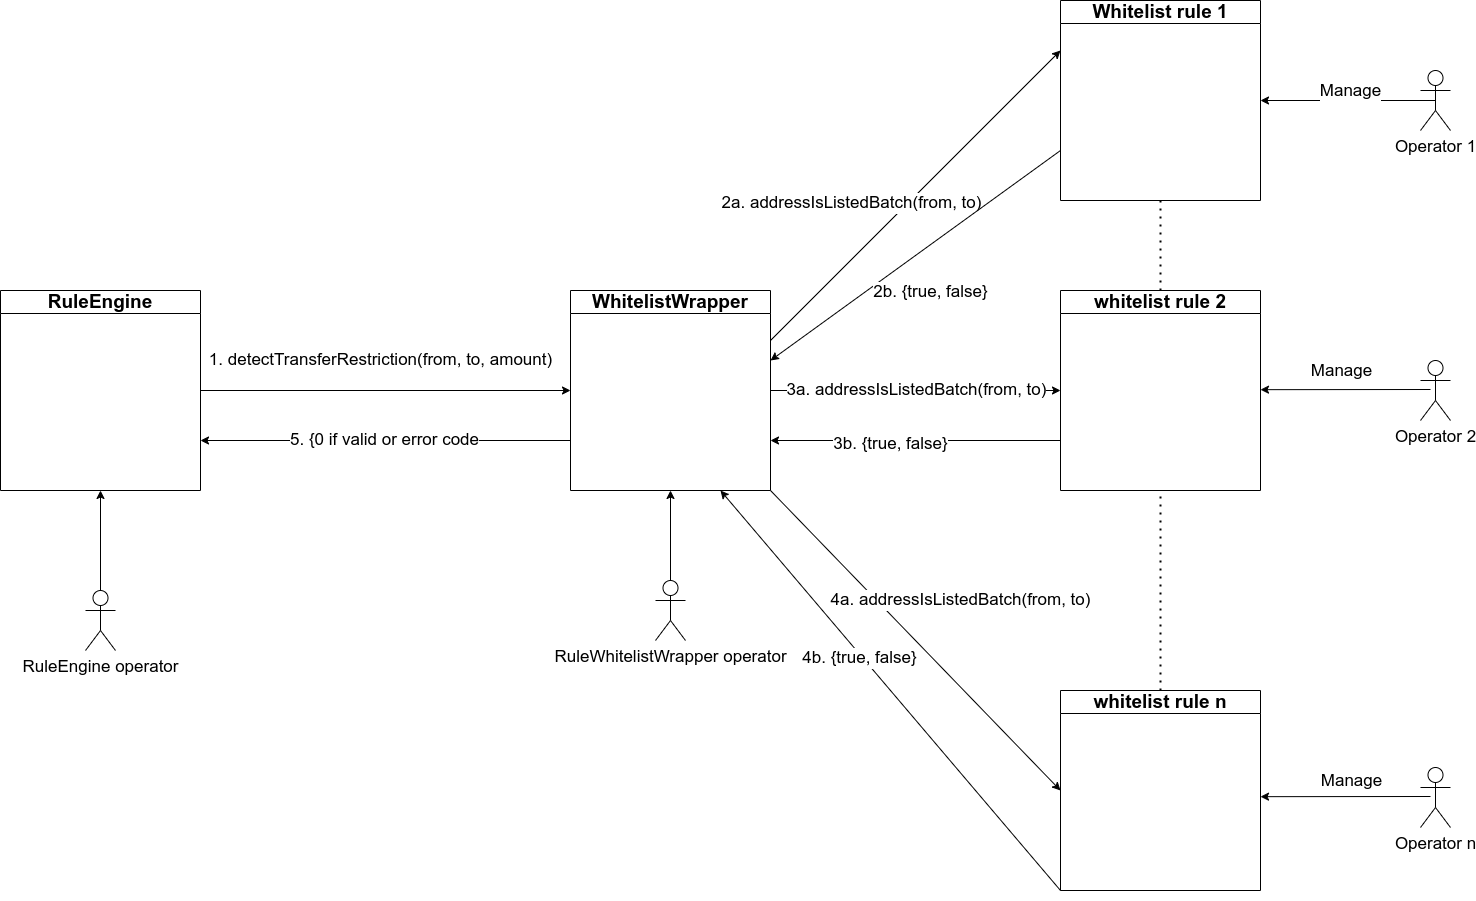 Whitelist rule 1
Manage
Operator 1
2a. addressIsListedBatch(from, to)
2b. {true, false}
RuleEngine
WhitelistWrapper
whitelist rule 2
1. detectTransferRestriction(from, to, amount)
Manage
3a. addressIsListedBatch(from, to)
5. {0 if valid or error code
3b. {true, false}
Operator 2
4a. addressIsListedBatch(from, to)
RuleEngine operator
RuleWhitelistWrapper operator
4b. {true, false}
whitelist rule n
Manage
Operator n